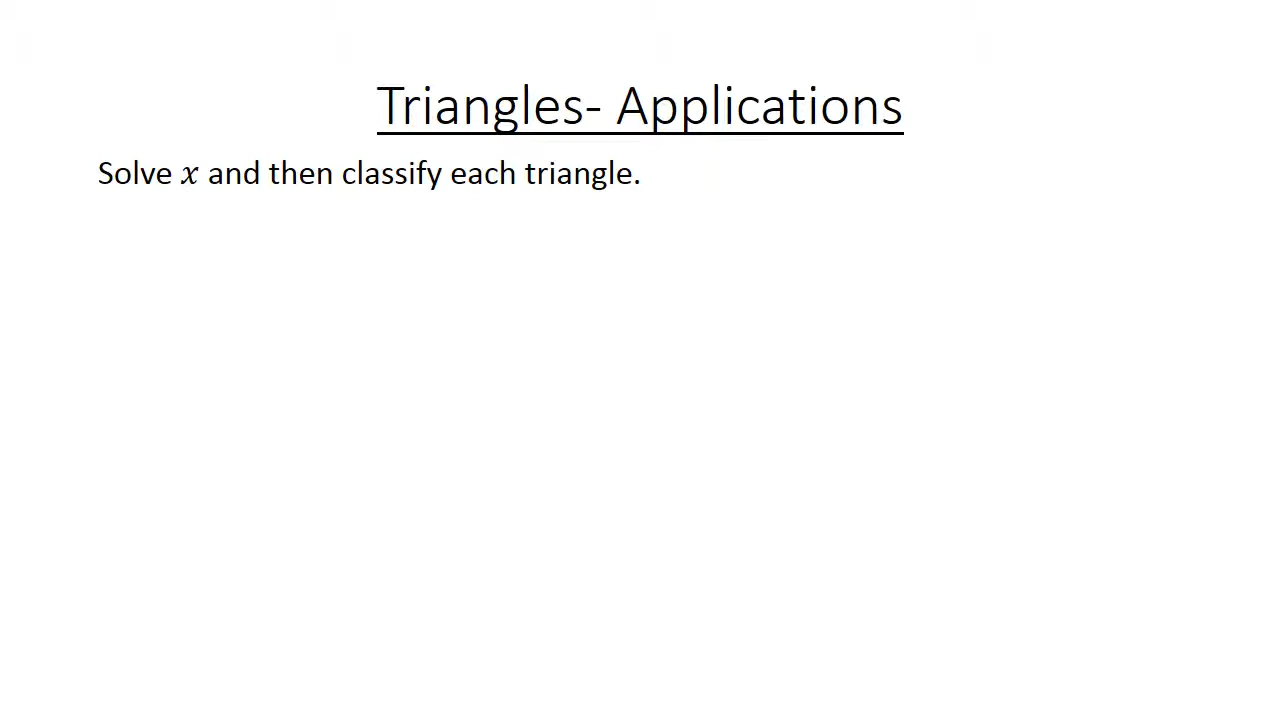 Triangles- Applications
Solve x and then classify each triangle.